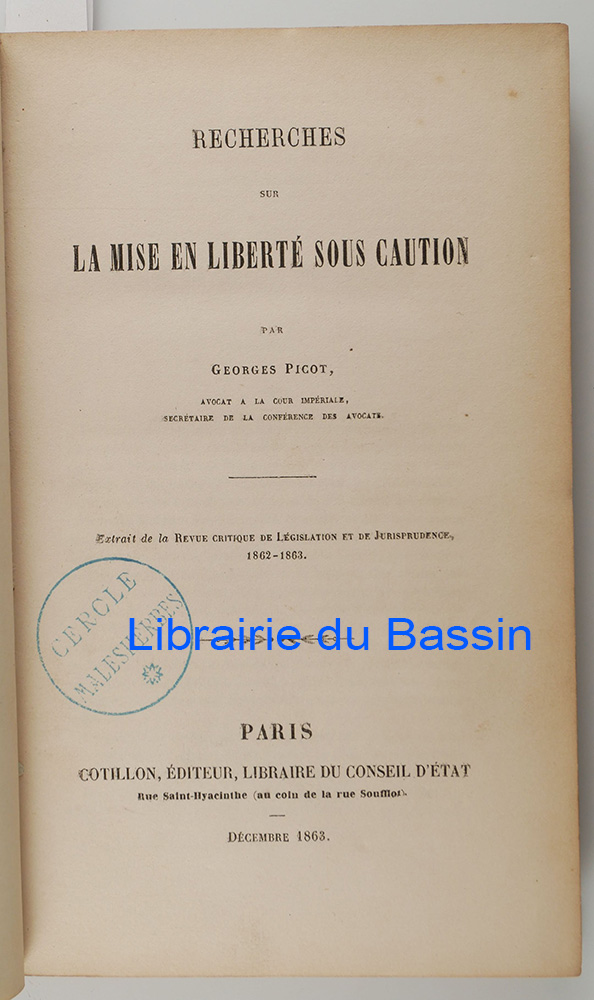 RECHERCHES
SUR
LA MISE EN LIBERTÉ SOUS CAUTION
PAR
GEORGES PICOT,
AVOCAT A LA COUR IMPÉRIALE,
SECRÉTAIRE DE LA CONFÉRENCE DES AVOCATS.
Extrait de la REVUE CRITIQUE DE LÉGISLATION ET DE JURISPRUDENCE,
1862-1863.
CERCLE
MALESHERBES
Librairie du Bassin
PARIS
COTILLON, ÉDITEUR, LIBRAIRE DU CONSEIL D'ÉTAT
Rue Saint-Hyacinthe (au coin de la rue Soufflot).
DÉCEMBRE 1863.